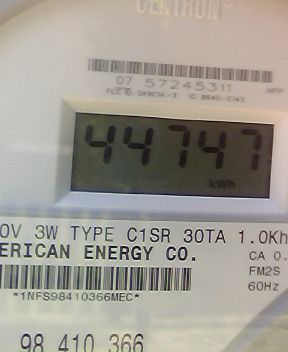 CENTRON®
07 57245311
44747
kWh
0V 3W TYPE C1SR 30TA 1.0Kh
ERICAN ENERGY CO.
CA 0.
FM2S
60Hz
*1NFS98410366MEC*
98 410 366